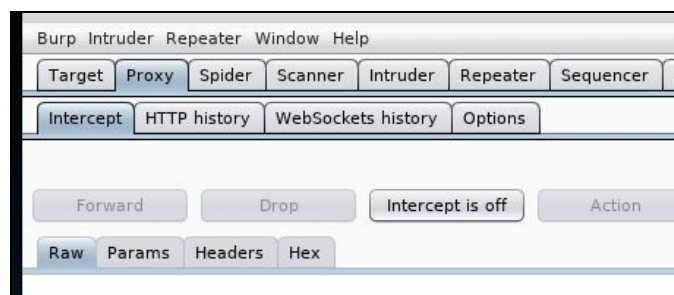 Burp Intruder Repeater Window Help
Target Proxy Spider Scanner Intruder Repeater Sequencer
Intercept HTTP history WebSockets history Options
Forward Drop Intercept is off Action
Raw Params Headers Hex